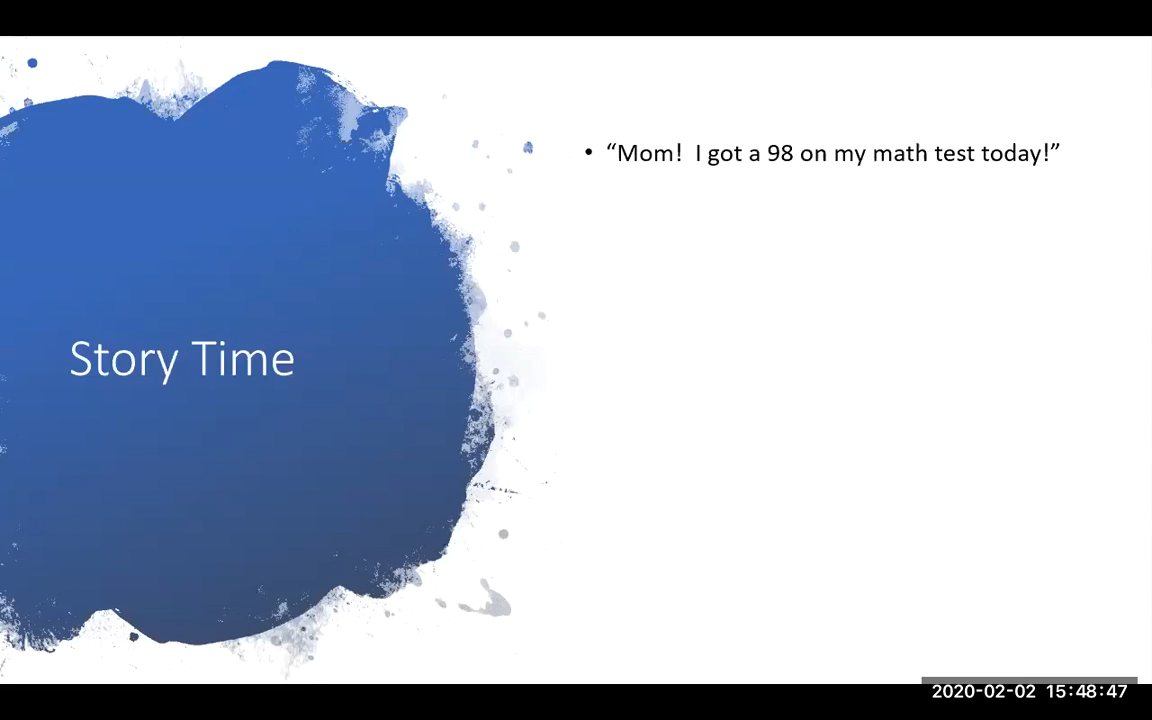 Story Time
• “Mom!  I got a 98 on my math test today!”
2020-02-02 15:48:47